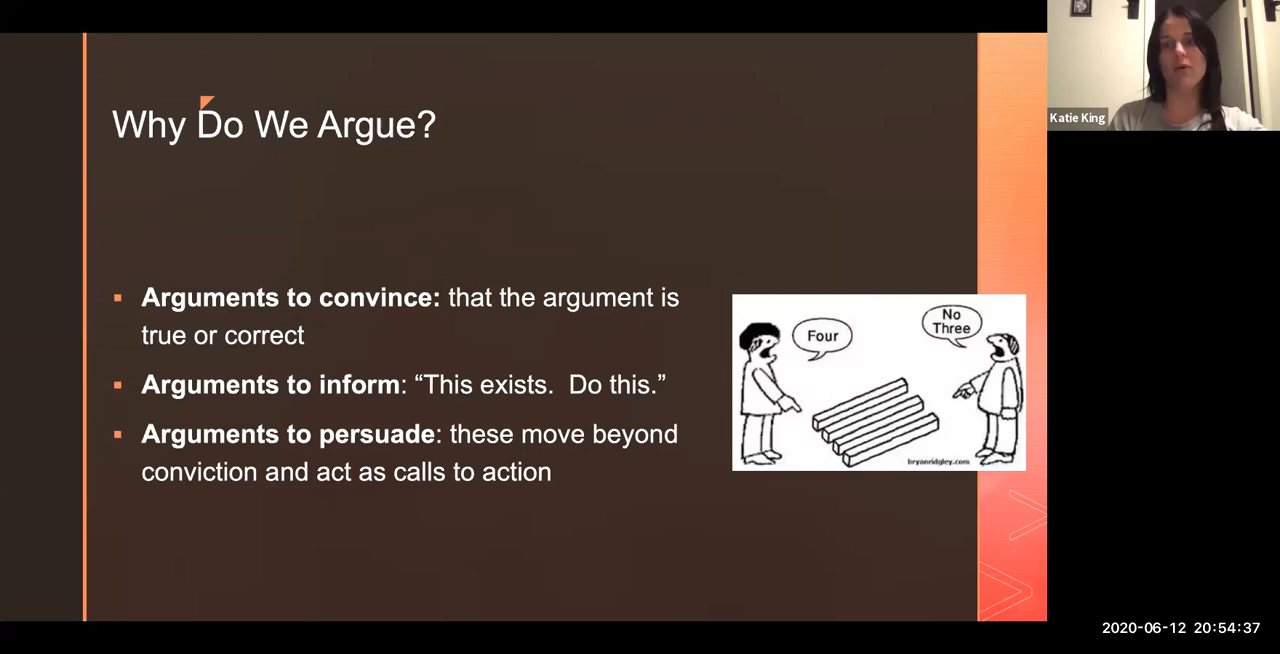 Why Do We Argue?
▪ Arguments to convince: that the argument is
true or correct
▪ Arguments to inform: “This exists.  Do this.”
▪ Arguments to persuade: these move beyond
conviction and act as calls to action
Four
No
Three
bryanridgley.com
Katie King
2020-06-12 20:54:37